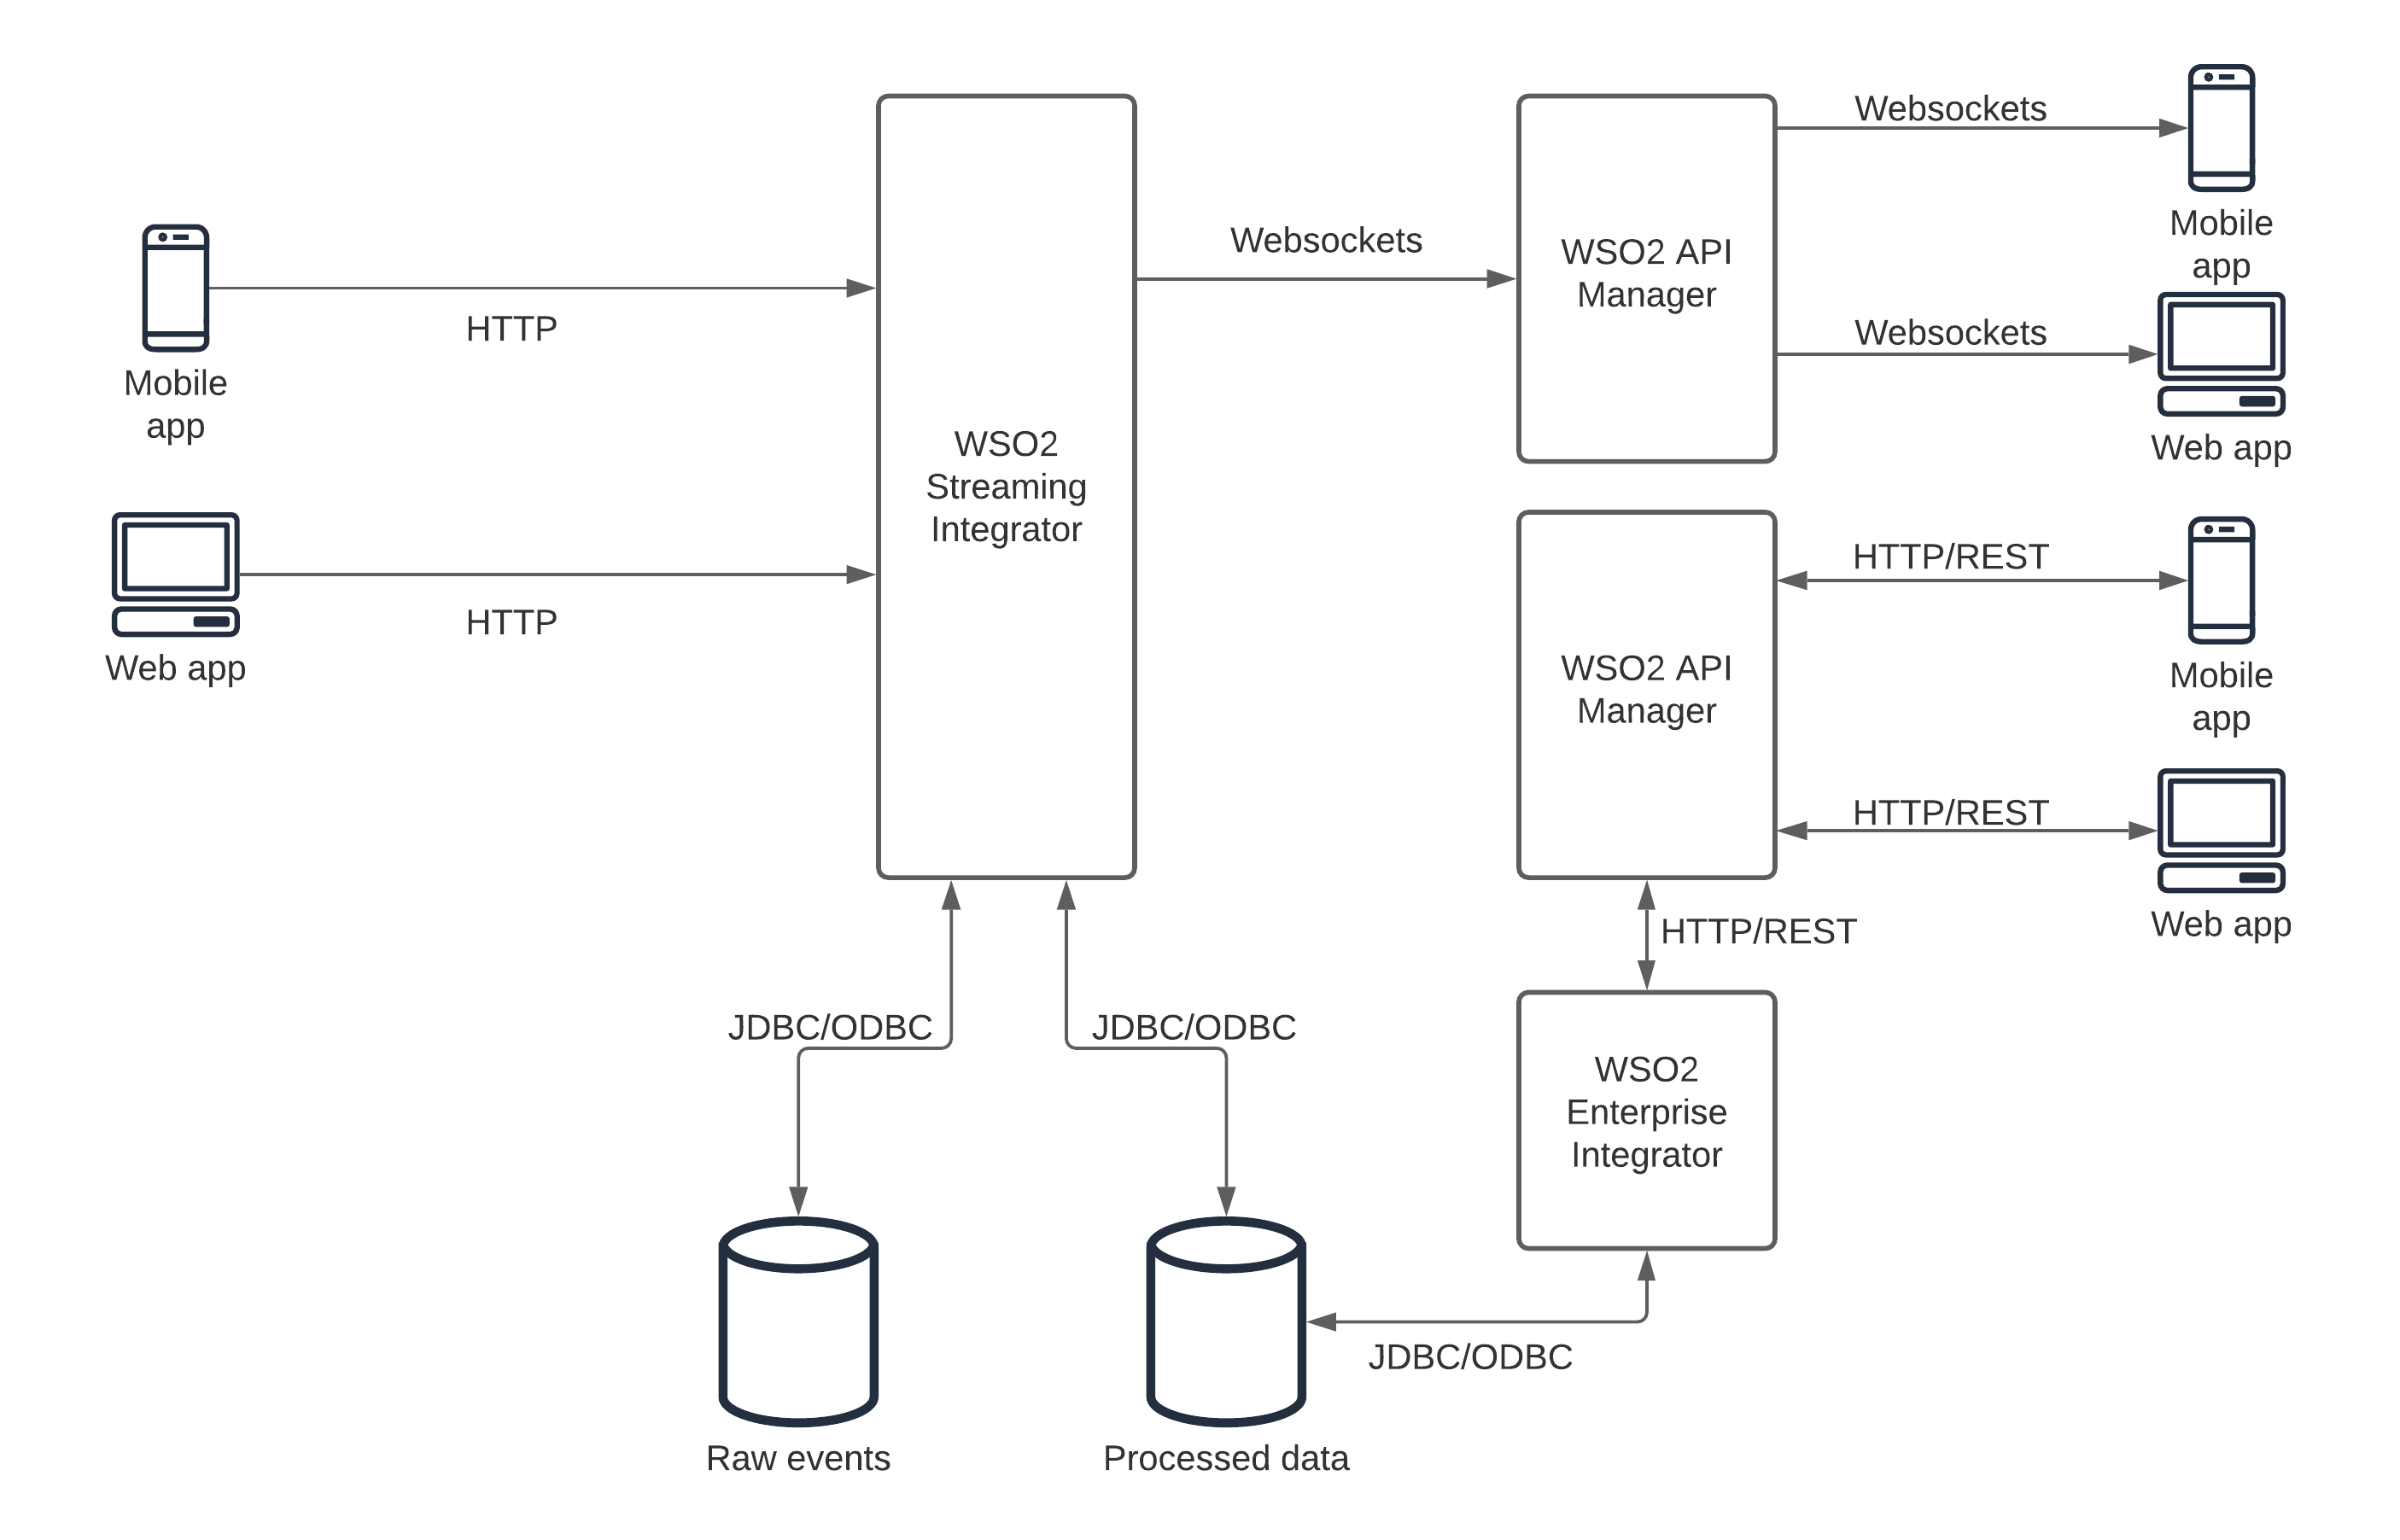 Mobile
app
HTTP
Web app
HTTP
WSO2
Streaming
Integrator
Websockets
WSO2 API
Manager
Websockets
Mobile
app
Websockets
Web app
WSO2 API
Manager
HTTP/REST
Mobile
app
HTTP/REST
Web app
HTTP/REST
WSO2
Enterprise
Integrator
JDBC/ODBC
JDBC/ODBC
JDBC/ODBC
Raw events
Processed data